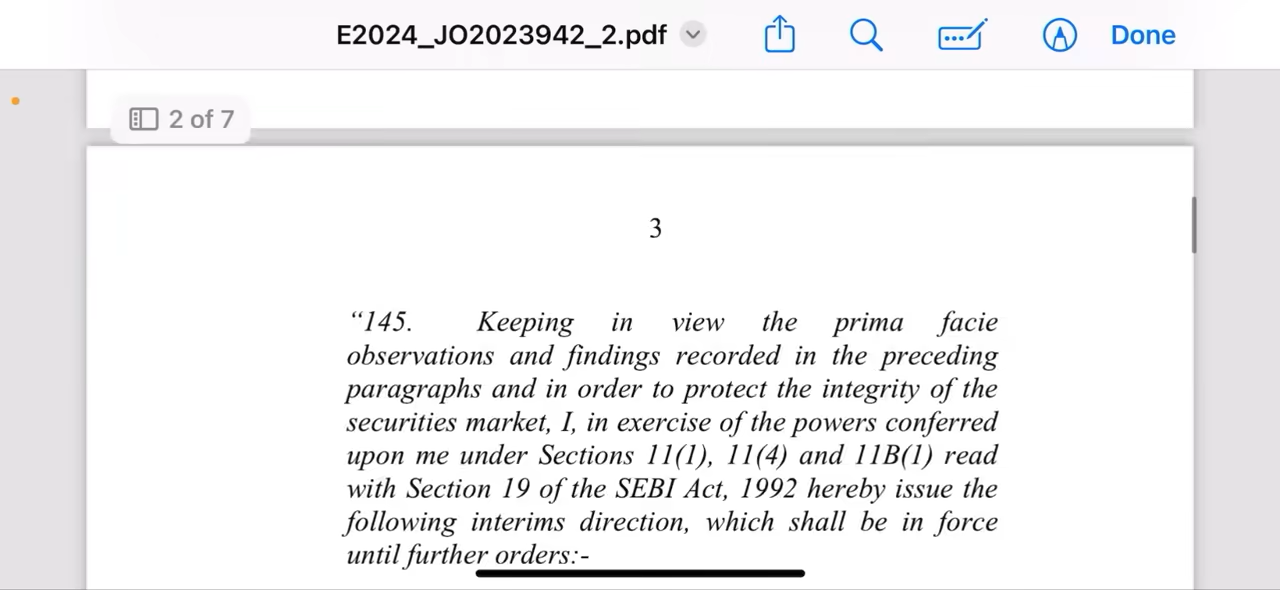 E2024_JO2023942_2.pdf
Done
2 of 7
3
“145. Keeping in view the prima facie
observations and findings recorded in the preceding
paragraphs and in order to protect the integrity of the
securities market, I, in exercise of the powers conferred
upon me under Sections 11(1), 11(4) and 11B(1) read
with Section 19 of the SEBI Act, 1992 hereby issue the
following interims direction, which shall be in force
until further orders:-